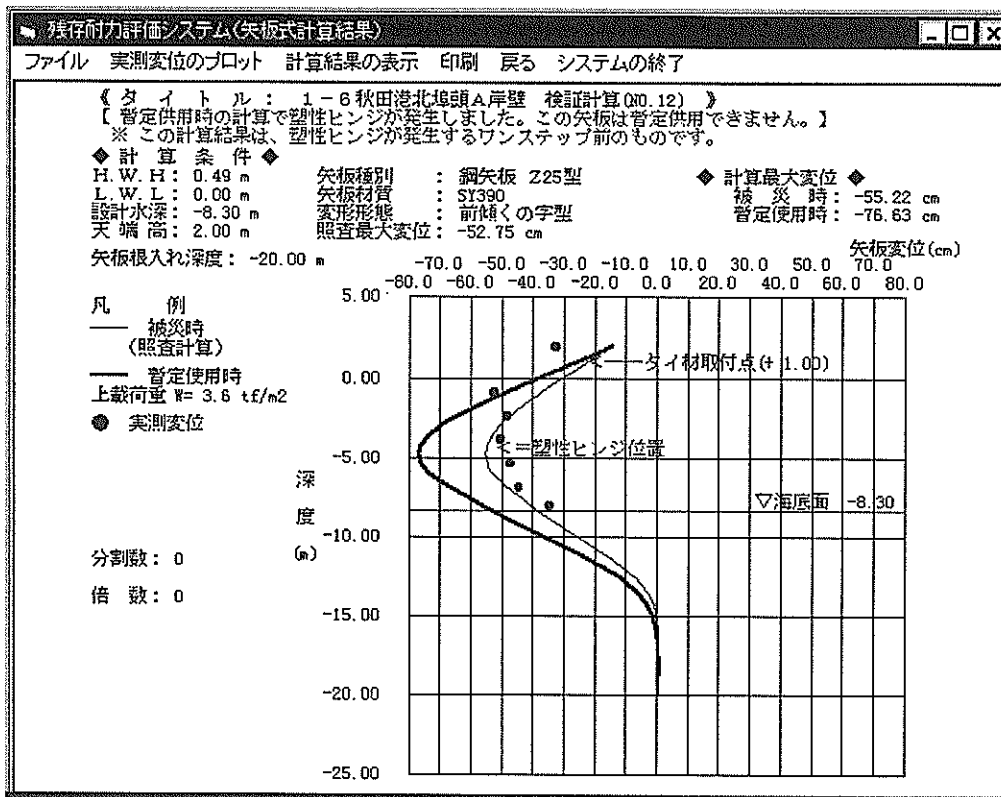 残存耐力評価システム(矢板式計算結果)
ファイル 実測変位のプロット 計算結果の表示 印刷 戻る システムの終了
《 タ イ ト ル : 1－6秋田港北埠頭A岸壁 検証計算(NO.12) 》
【 暫定供用時の計算で塑性ヒンジが発生しました。この矢板は暫定供用できません。】
※ この計算結果は、塑性ヒンジが発生するワンステップ前のものです。
◆ 計 算 条 件 ◆
H.W.H: 0.49 m 矢板種別 : 鋼矢板 Z25型 ◆ 計算最大変位 ◆
L.W.L: 0.00 m 矢板材質 : SY390 被 災 時: -55.22 cm
設計水深: -8.30 m 変形形態 : 前傾くの字型 暫定使用時: -76.63 cm
天 端 高: 2.00 m 照査最大変位: -52.75 cm
矢板根入れ深度: -20.00 m
矢板変位(cm)
-70.0 -50.0 -30.0 -10.0 10.0 30.0 50.0 70.0
-80.0 -60.0 -40.0 -20.0 0.0 20.0 40.0 60.0 80.0
凡 例
被災時
(照査計算)
暫定使用時
上載荷重 W= 3.6 tf/m2
● 実測変位
分割数: 0
倍 数: 0
深
度
(m)
5.00
0.00
-5.00
-10.00
-15.00
-20.00
-25.00
<――タイ材取付点(+ 1.00)
<＝＝塑性ヒンジ位置
▽海底面 -8.30